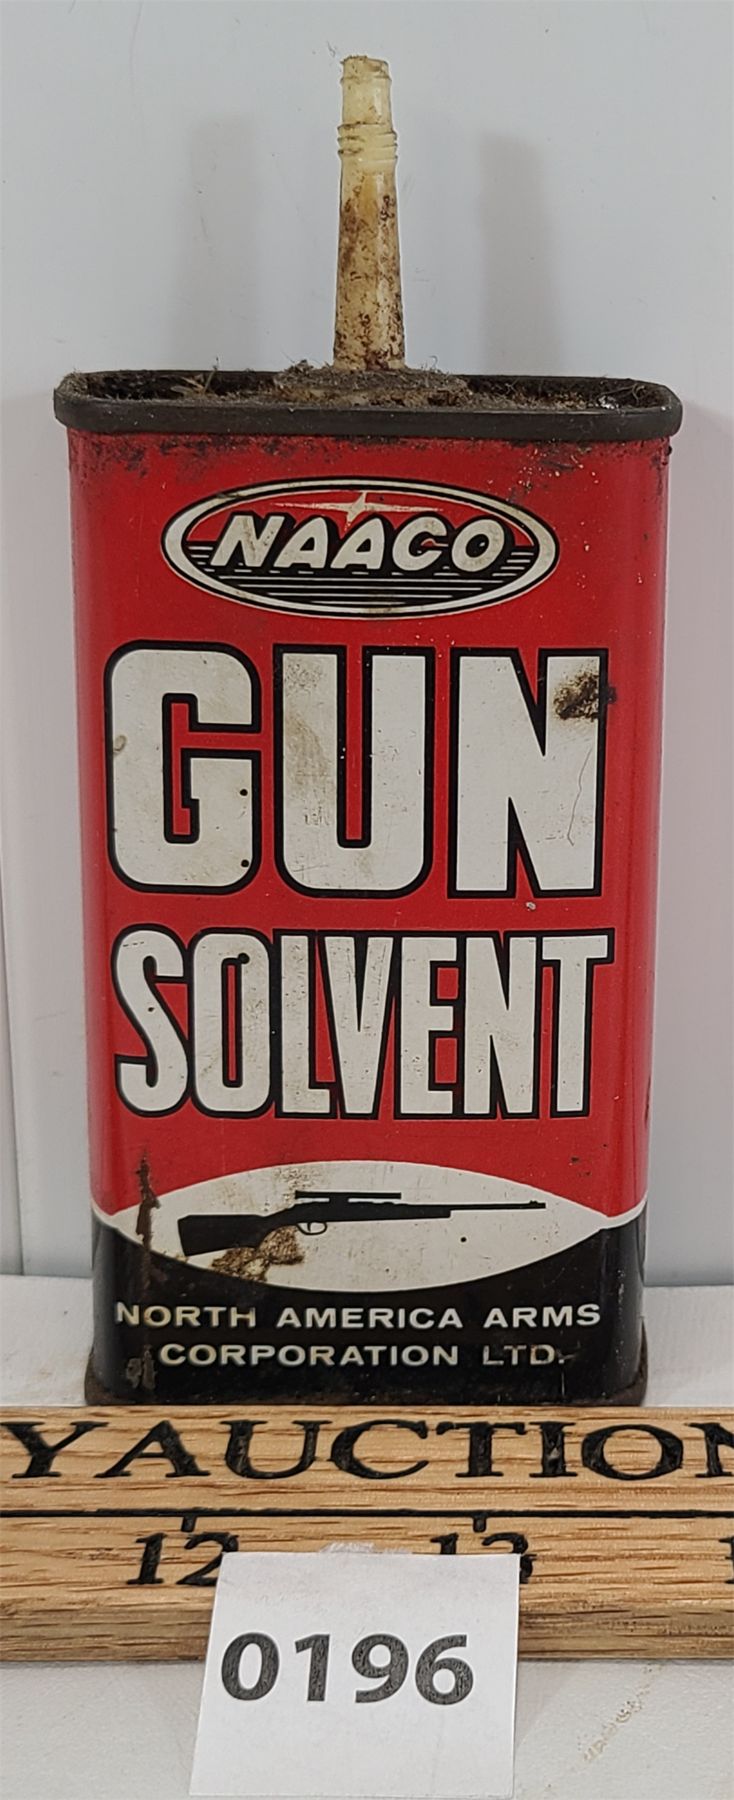 NAACO
GUN
SOLVENT
NORTH AMERICA ARMS
CORPORATION LTD.
YAUCTION
12 13
0196